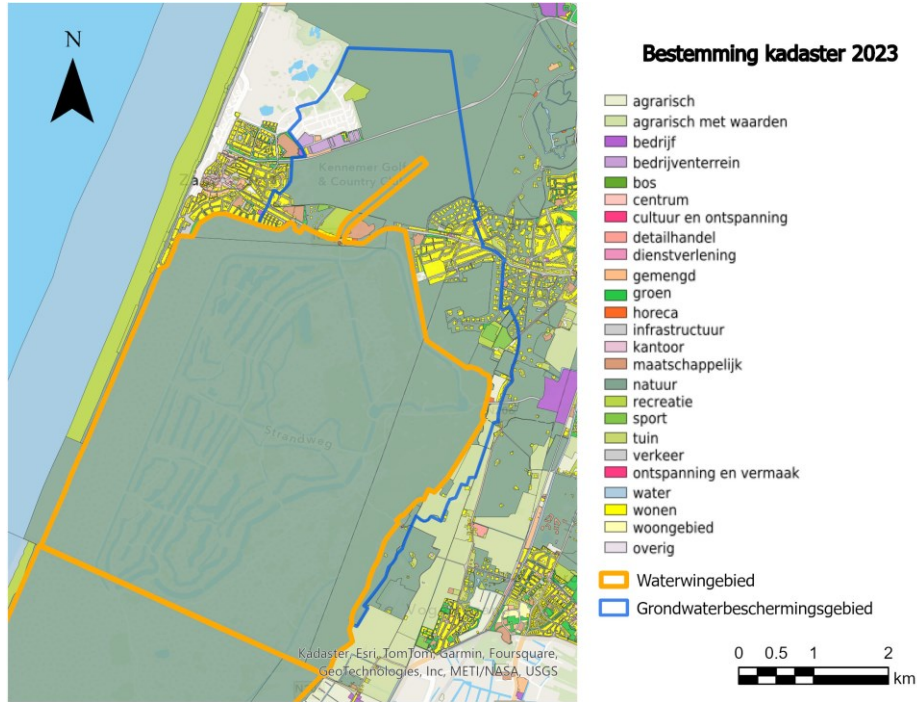 N
Kennemer Golf
& Country C
Za
Strandweg
Kadaster, Esri, TomTom, Garmin, Foursquare,
GeoTechnologies, Inc, METI/NASA, USGS
Bestemming kadaster 2023
agrarisch
agrarisch met waarden
bedrijf
bedrijventerrein
bos
centrum
cultuur en ontspanning
detailhandel
dienstverlening
gemengd
groen
horeca
infrastructuur
kantoor
maatschappelijk
natuur
recreatie
sport
tuin
verkeer
ontspanning en vermaak
water
wonen
woongebied
overig
Waterwingebied
Grondwaterbeschermingsgebied
0 0.5 1 2
km